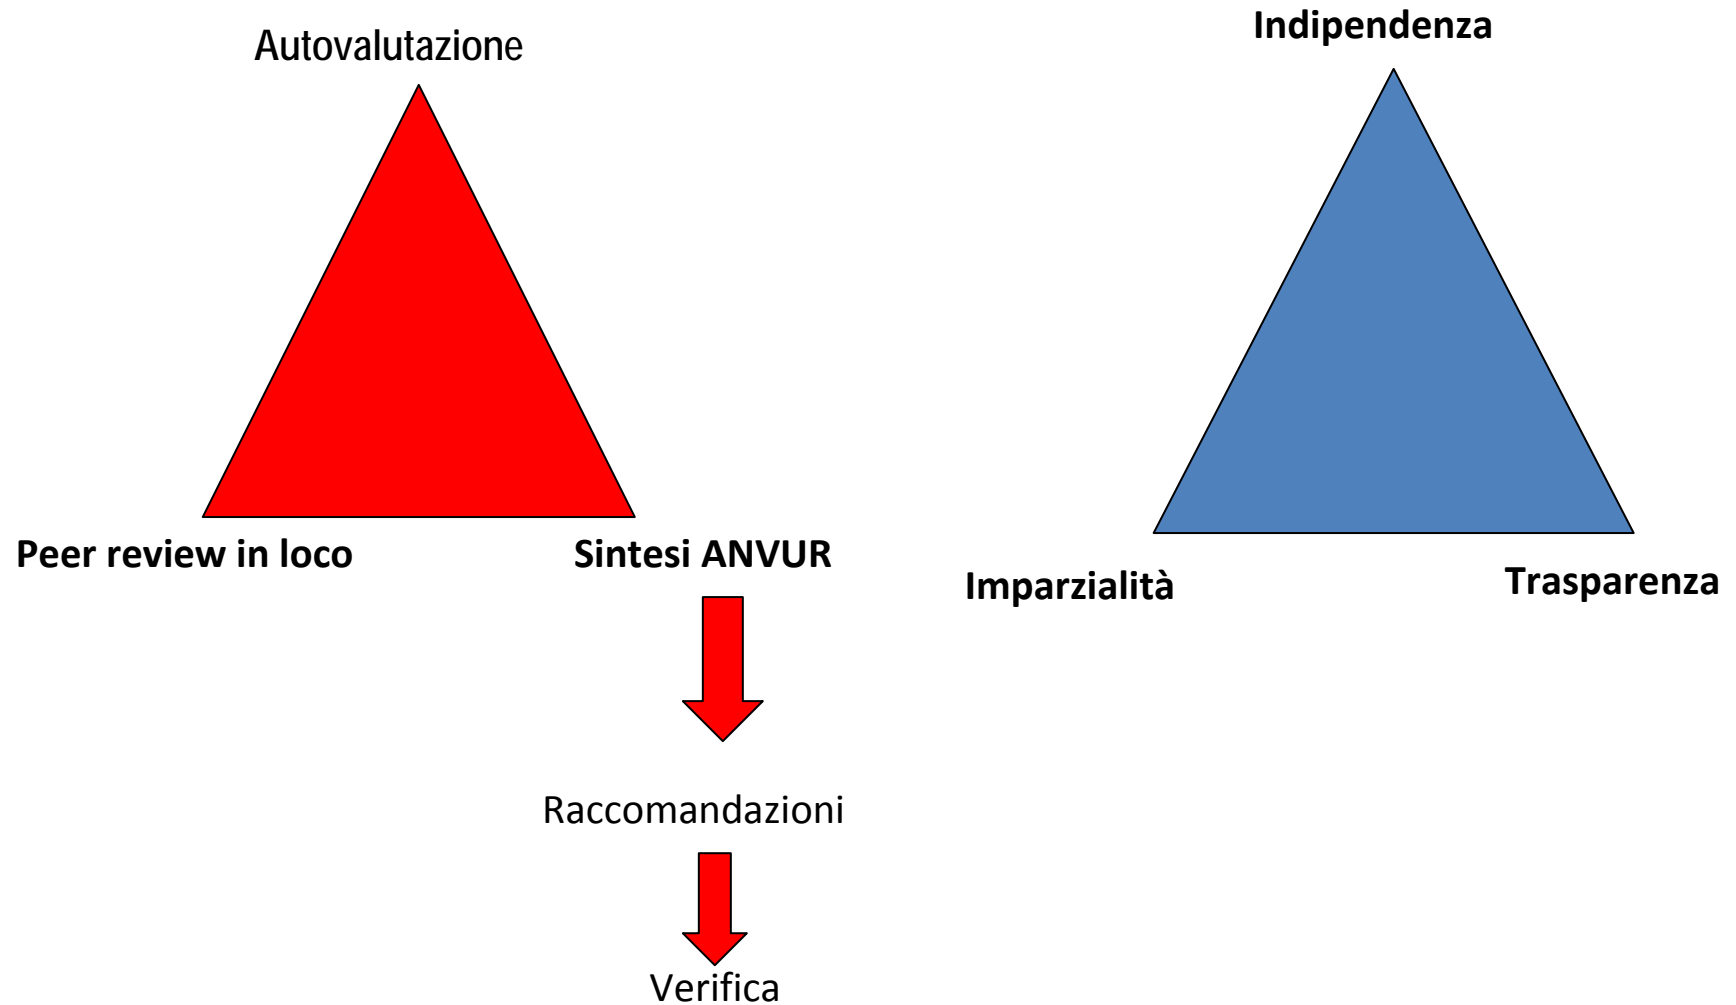 Autovalutazione
Indipendenza
Peer review in loco
Sintesi ANVUR
Imparzialità
Trasparenza
Raccomandazioni
Verifica